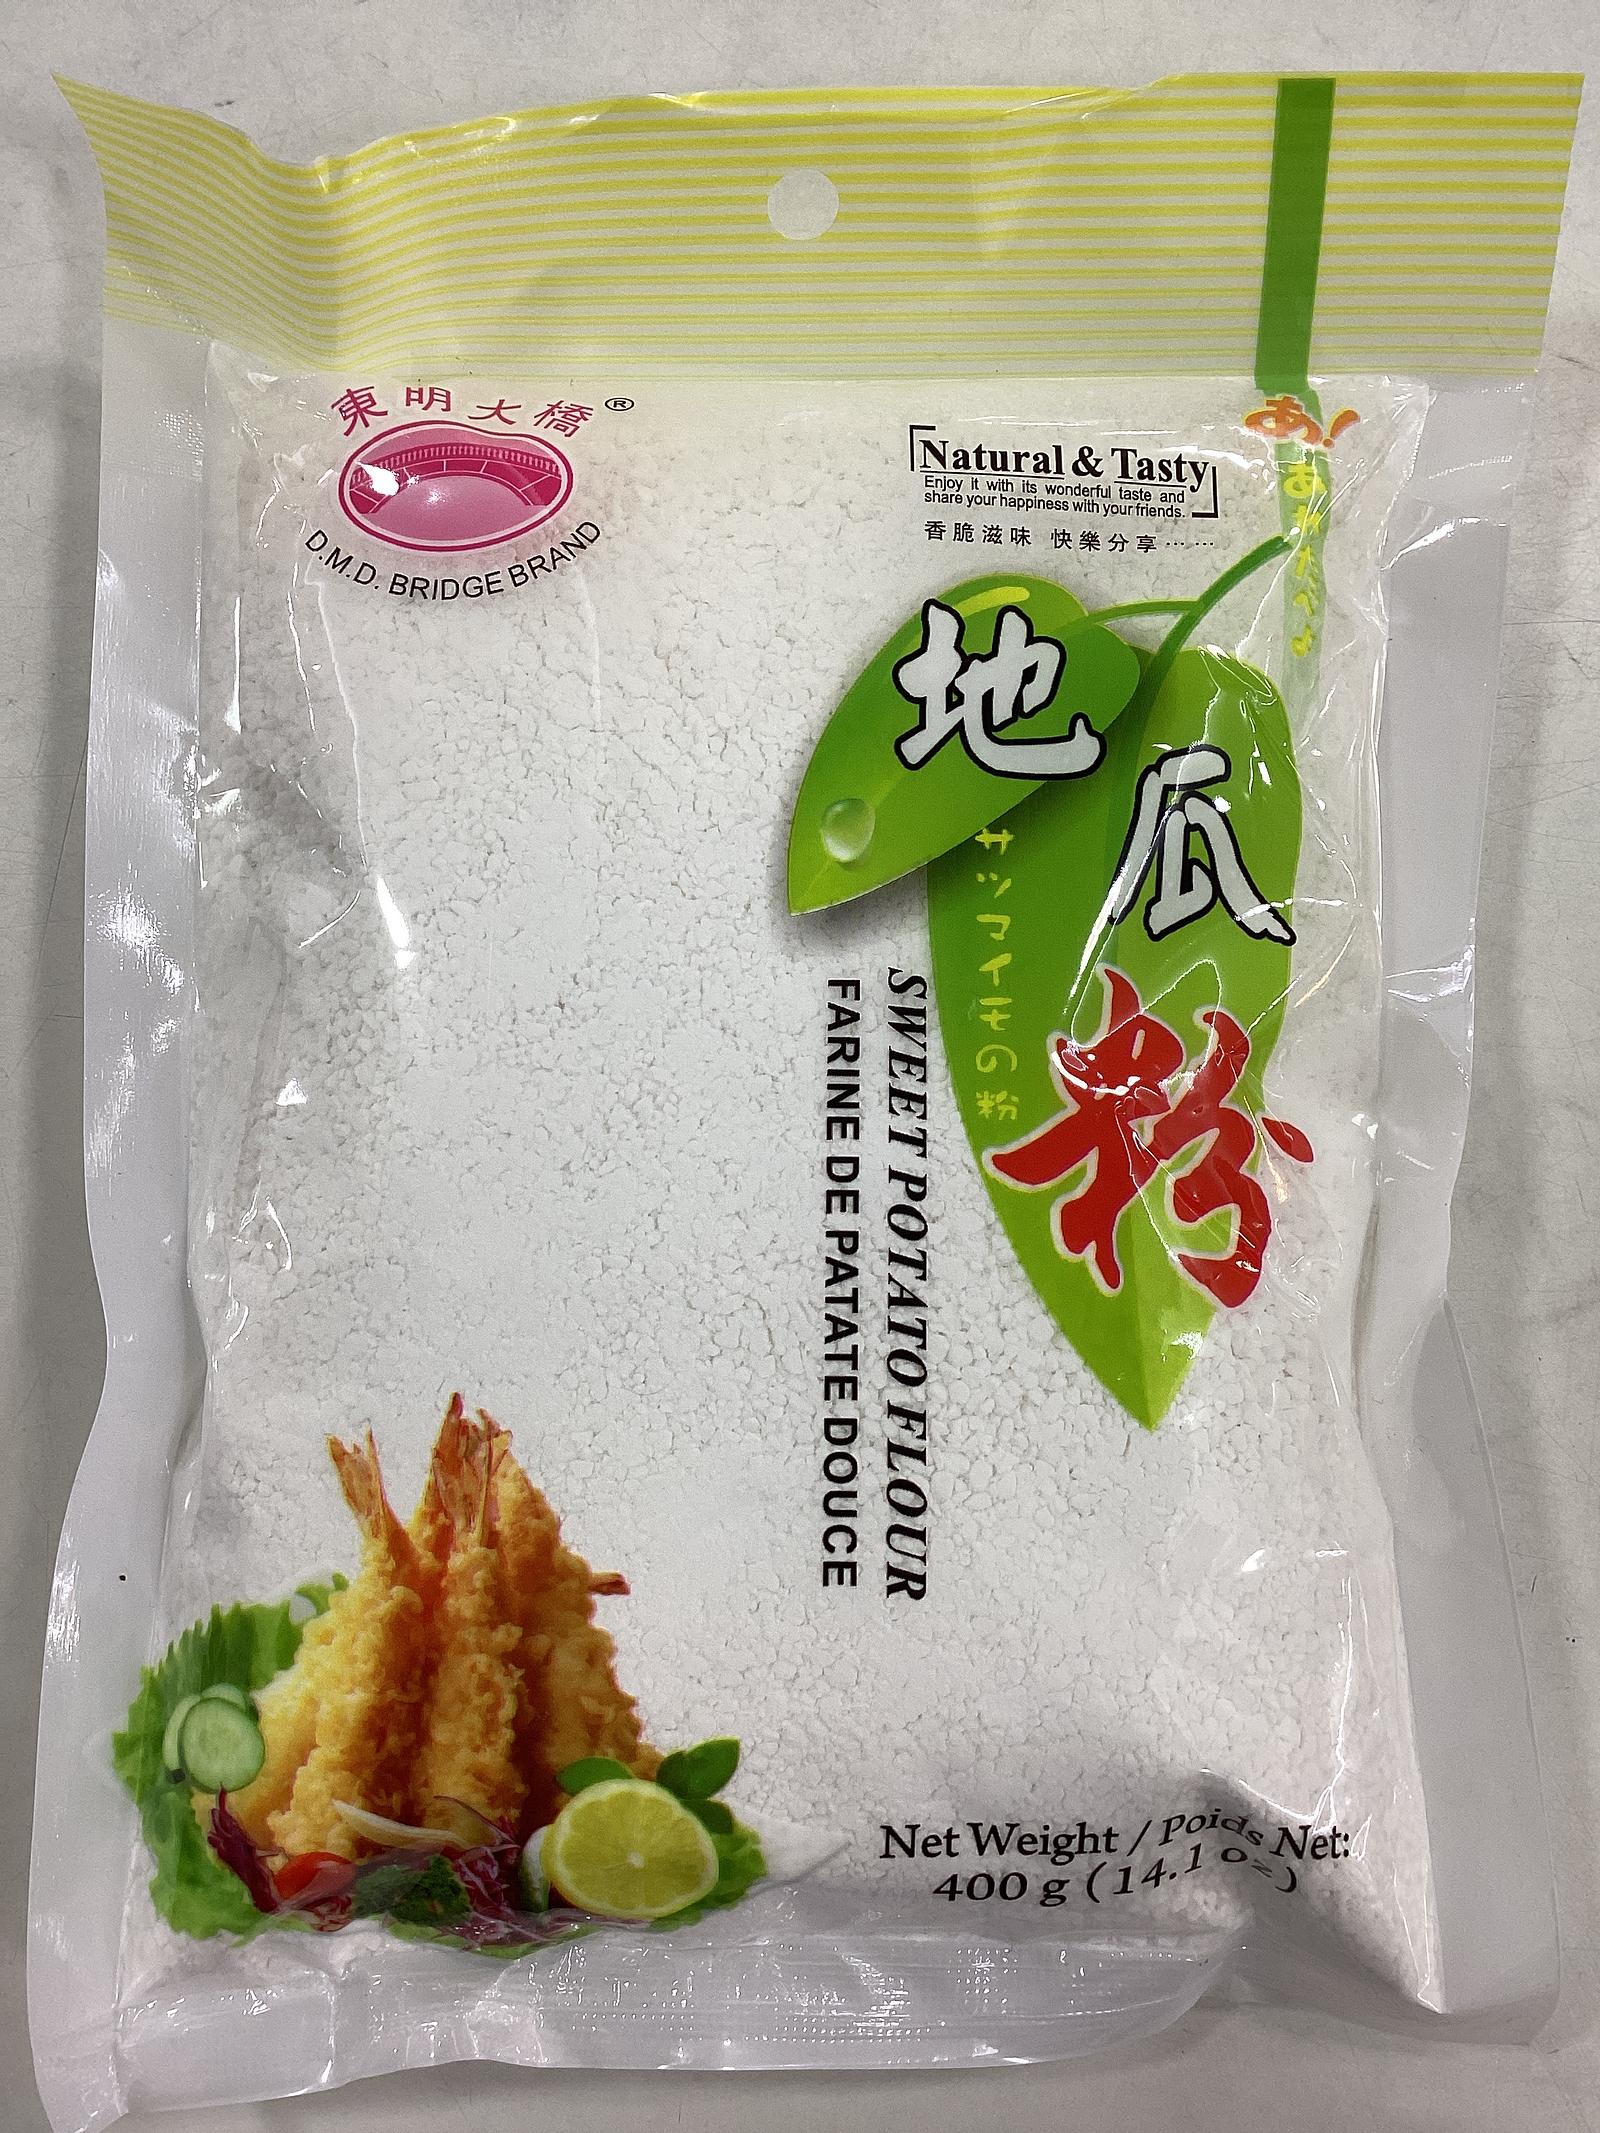 東明大橋®
D.M.D. BRIDGE BRAND
Natural & Tasty
Enjoy it with its wonderful taste and
share your happiness with your friends.
香脆滋味 快樂分享……
あ!
地瓜粉
サツマイモの粉
SWEET POTATO FLOUR
FARINE DE PATATE DOUCE
Net Weight / Poids Net:
400 g (14.1 oz)